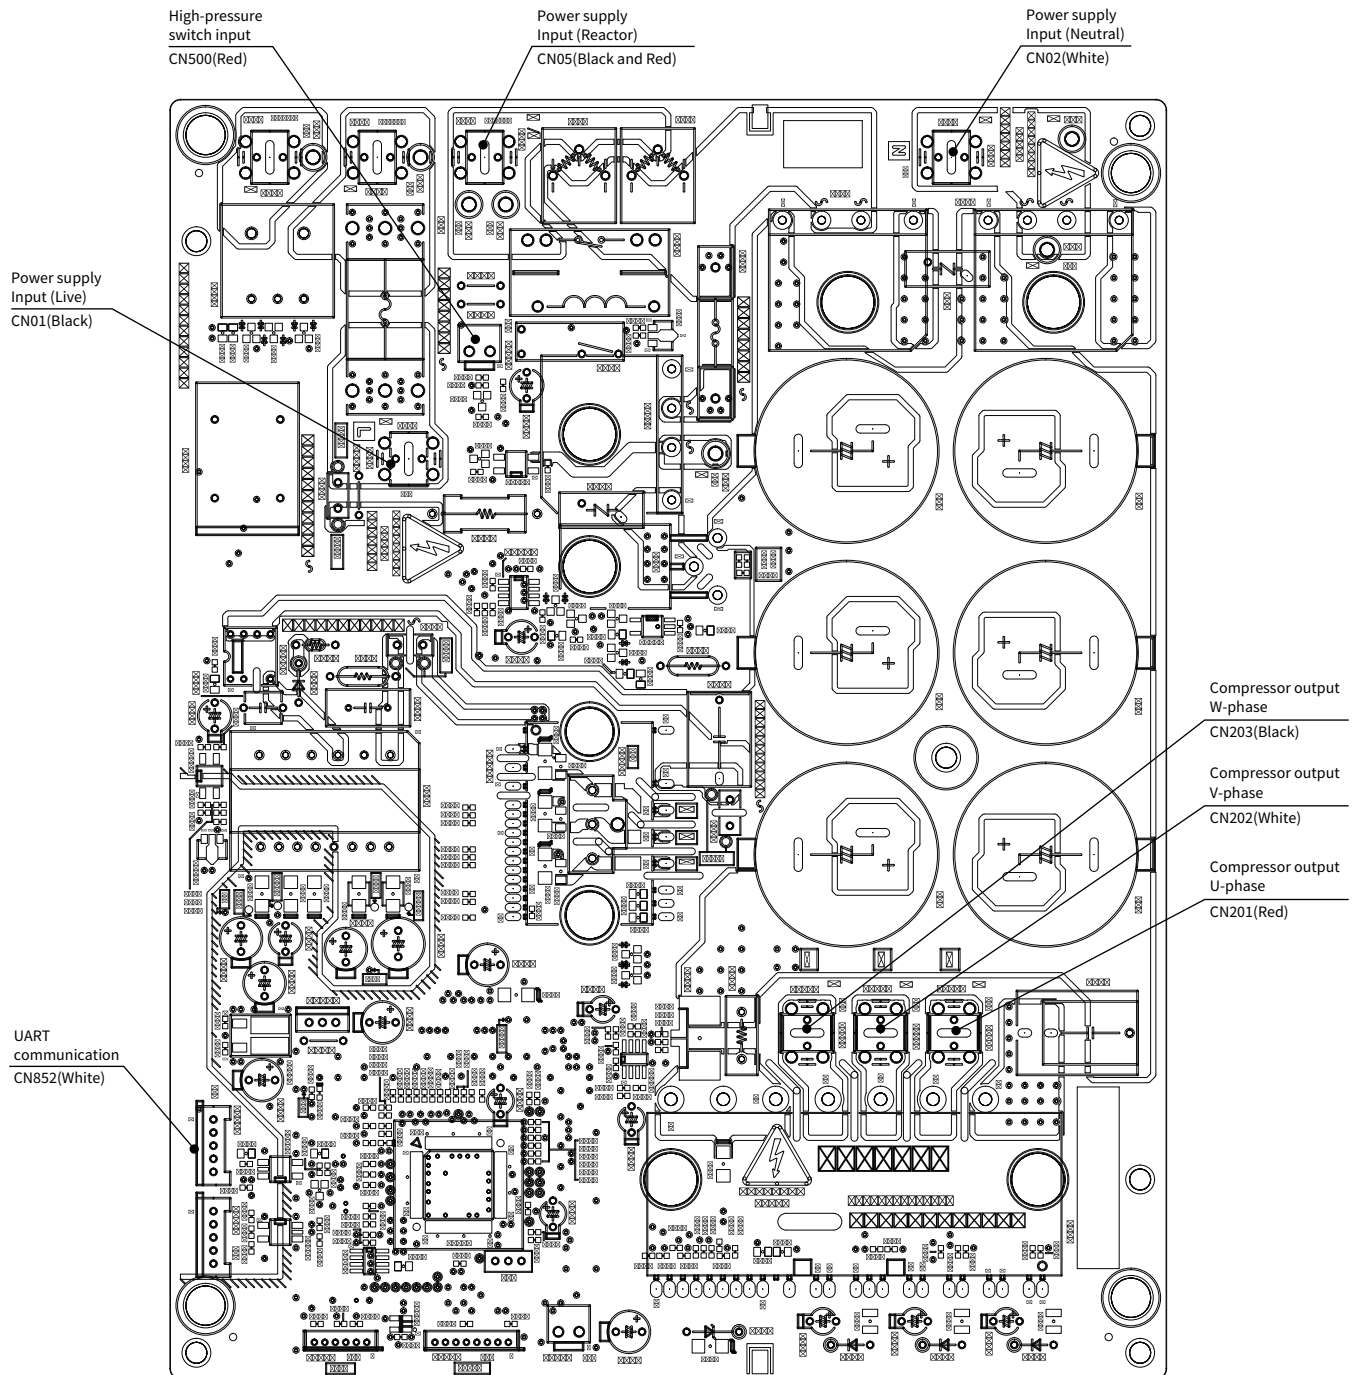 High-pressure
switch input
CN500(Red)
Power supply
Input (Reactor)
CN05(Black and Red)
Power supply
Input (Neutral)
CN02(White)
Power supply
Input (Live)
CN01(Black)
N
L
Compressor output
W-phase
CN203(Black)
Compressor output
V-phase
CN202(White)
Compressor output
U-phase
CN201(Red)
UART
communication
CN852(White)